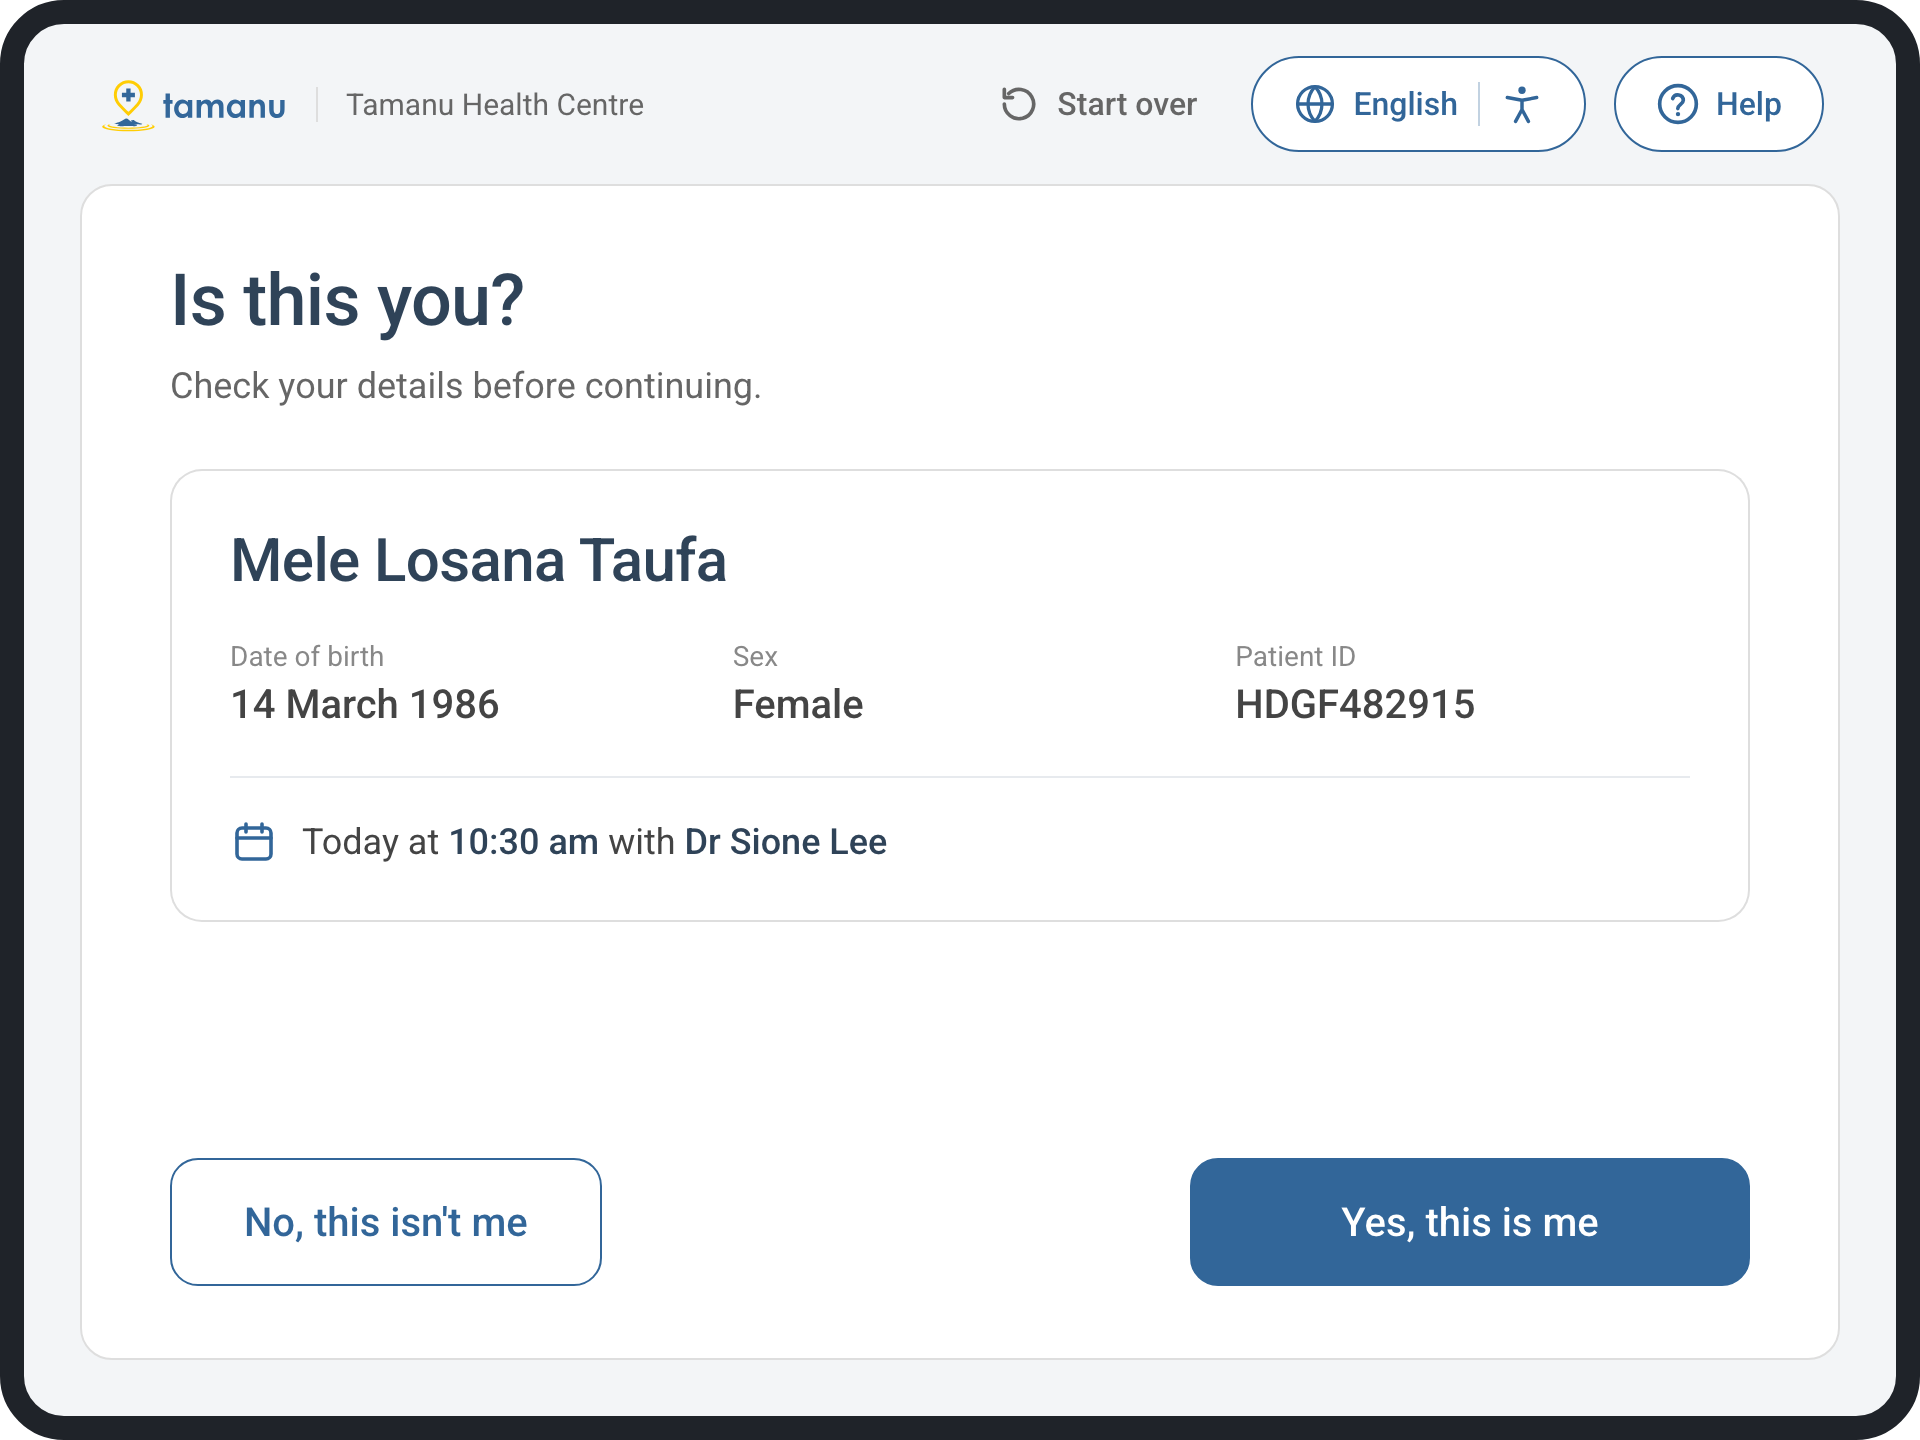 tamanu
Tamanu Health Centre
Start over
English
Help
Is this you?
Check your details before continuing.
Mele Losana Taufa
Date of birth
Sex
Patient ID
14 March 1986
Female
HDGF482915
Today at 10:30 am with Dr Sione Lee
No, this isn't me
Yes, this is me